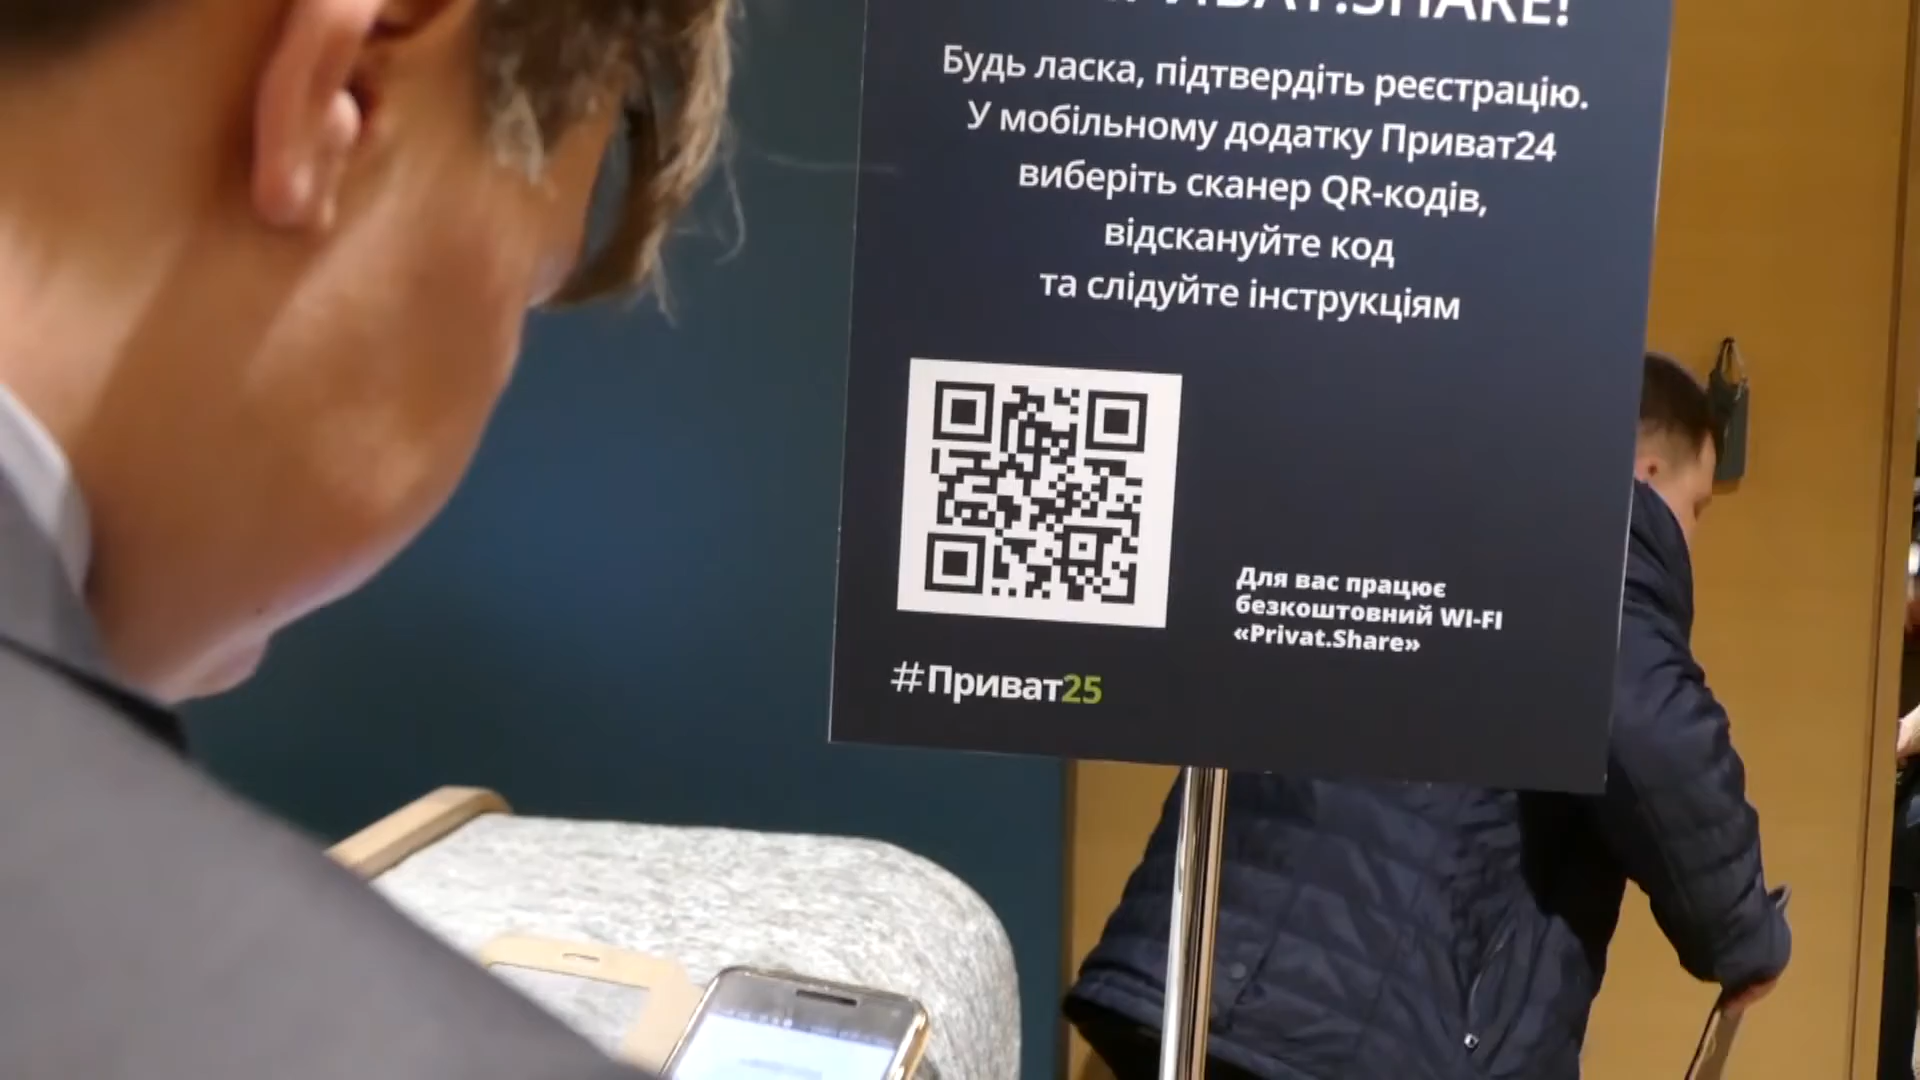 Будь ласка, підтвердіть реєстрацію.
У мобільному додатку Приват24
виберіть сканер QR-кодів,
відскануйте код
та слідуйте інструкціям
Для вас працює
безкоштовний WI-FI
«Privat.Share»
#Приват25